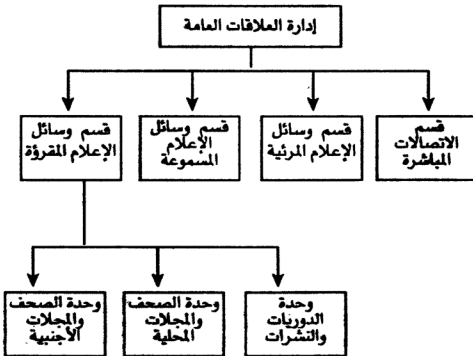 إدارة العلاقات العامة
قسم
الاتصالات
المباشرة
قسم وسائل
الإعلام المرئية
قسم وسائل
الإعلام
المسموعة
قسم وسائل
الإعلام المقرؤة
وحدة
الدوريات
والنشرات
وحدة الصحف
والمجلات
المحلية
وحدة الصحف
والمجلات
الأجنبية